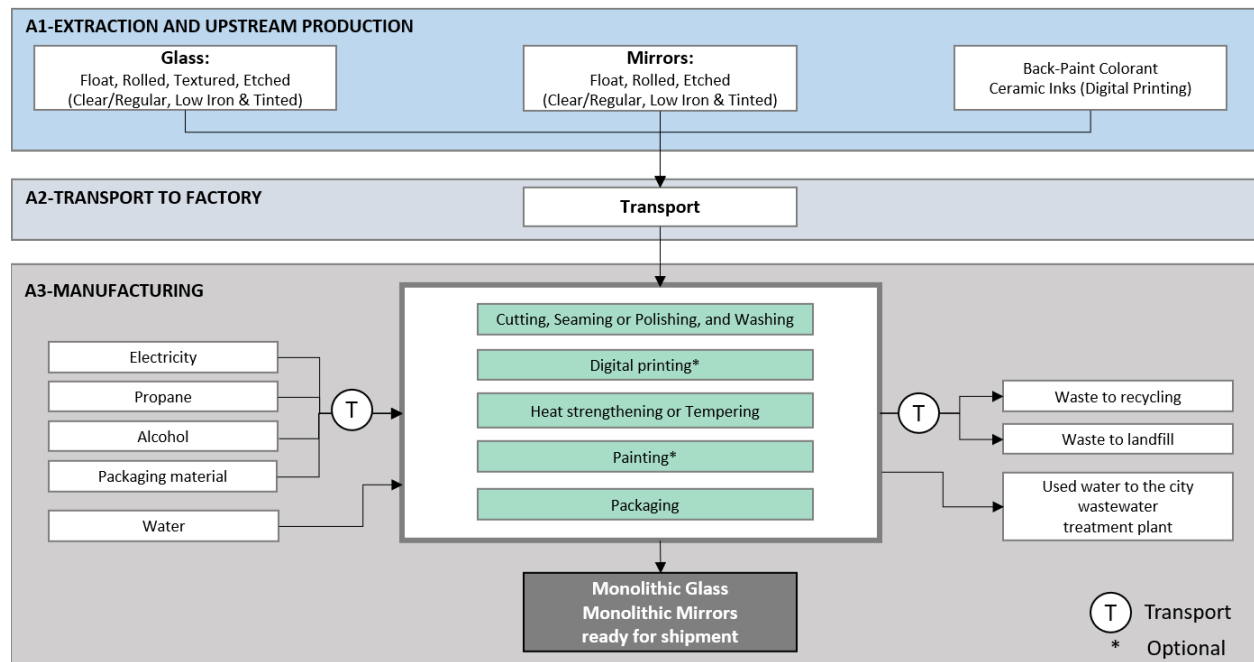 A1-EXTRACTION AND UPSTREAM PRODUCTION
Glass:
Float, Rolled, Textured, Etched
(Clear/Regular, Low Iron & Tinted)
Mirrors:
Float, Rolled, Etched
(Clear/Regular, Low Iron & Tinted)
Back-Paint Colorant
Ceramic Inks (Digital Printing)
A2-TRANSPORT TO FACTORY
Transport
A3-MANUFACTURING
Electricity
Propane
Alcohol
Packaging material
Water
T
Cutting, Seaming or Polishing, and Washing
Digital printing*
Heat strengthening or Tempering
Painting*
Packaging
T
Waste to recycling
Waste to landfill
Used water to the city
wastewater
treatment plant
Monolithic Glass
Monolithic Mirrors
ready for shipment
T Transport
* Optional